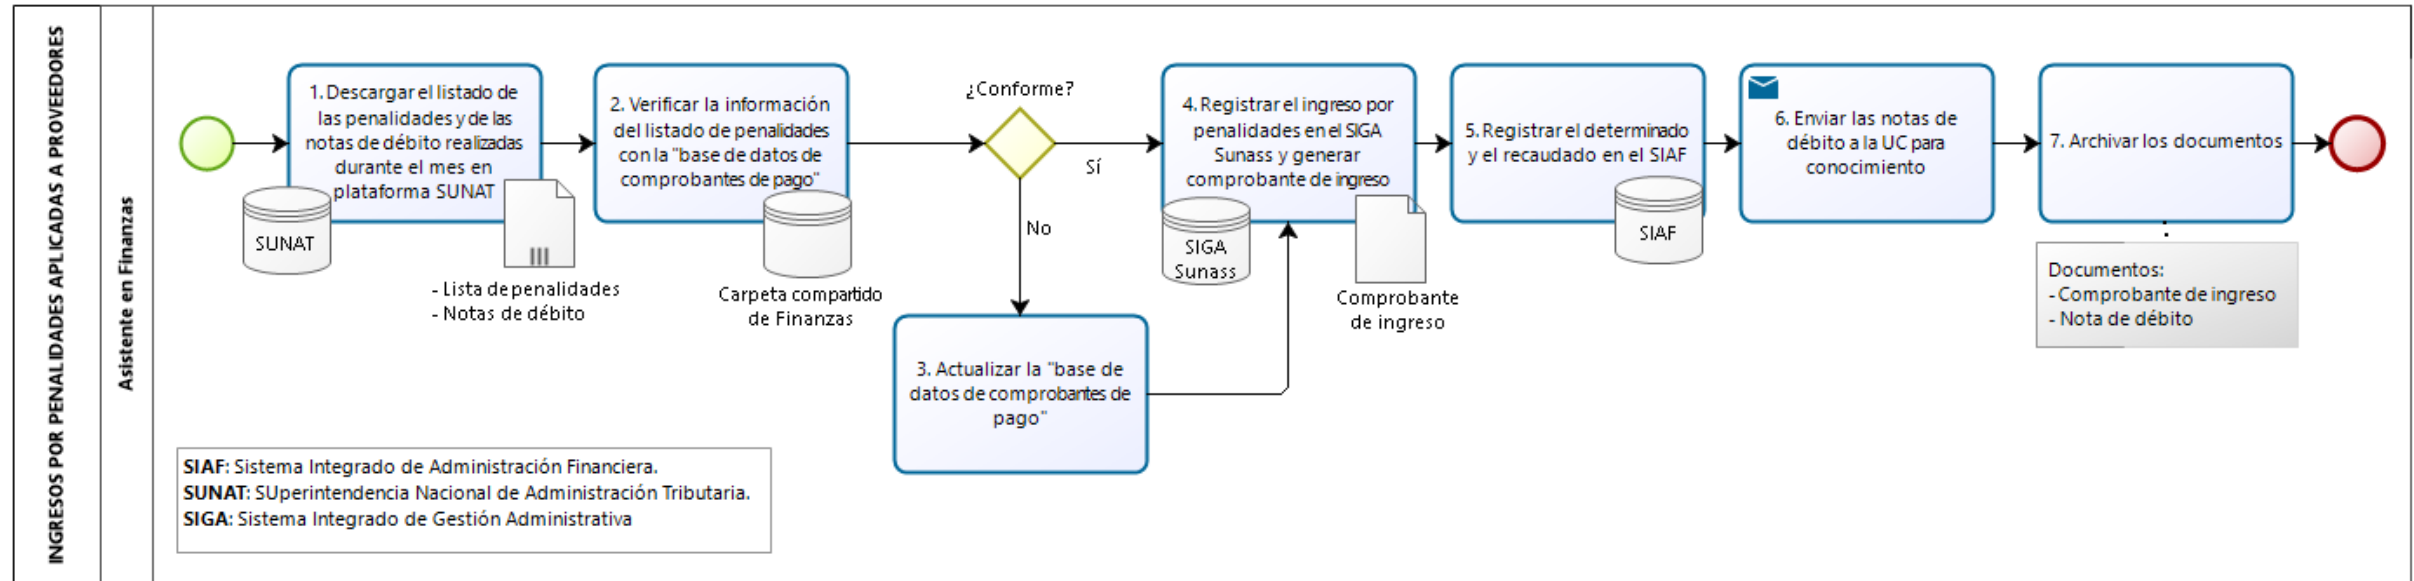 INGRESOS POR PENALIDADES APLICADAS A PROVEEDORES
Asistente en Finanzas
1. Descargar el listado de
las penalidades y de las
notas de débito realizadas
durante el mes en
plataforma SUNAT
SUNAT
- Lista de penalidades
- Notas de débito
2. Verificar la información
del listado de penalidades
con la "base de datos de
comprobantes de pago"
Carpeta compartido
de Finanzas
¿Conforme?
Sí
No
3. Actualizar la "base de
datos de comprobantes de
pago"
4. Registrar el ingreso por
penalidades en el SIGA
Sunass y generar
comprobante de ingreso
SIGA
Sunass
Comprobante
de ingreso
5. Registrar el determinado
y el recaudado en el SIAF
SIAF
6. Enviar las notas de
débito a la UC para
conocimiento
7. Archivar los documentos
Documentos:
- Comprobante de ingreso
- Nota de débito
SIAF: Sistema Integrado de Administración Financiera.
SUNAT: SUperintendencia Nacional de Administración Tributaria.
SIGA: Sistema Integrado de Gestión Administrativa